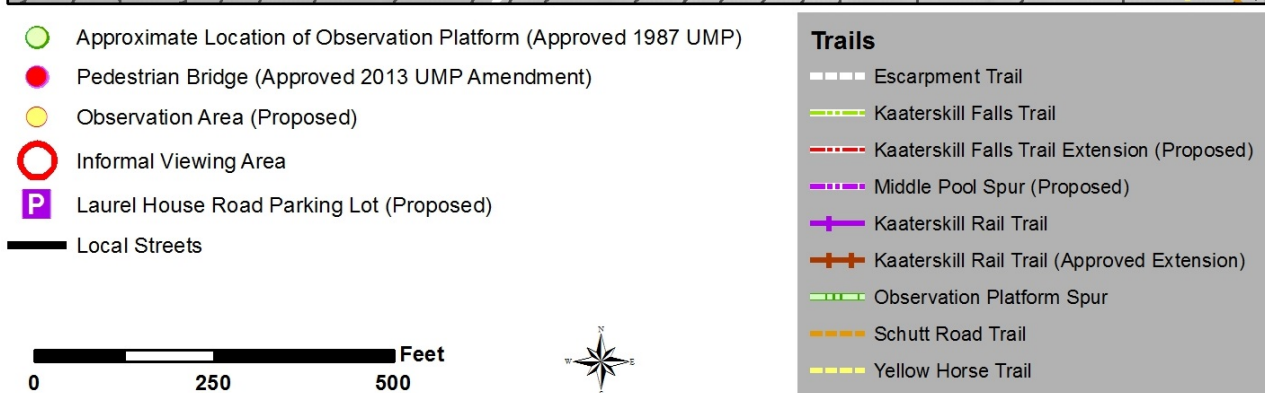 Approximate Location of Observation Platform (Approved 1987 UMP)
Pedestrian Bridge (Approved 2013 UMP Amendment)
Observation Area (Proposed)
Informal Viewing Area
P Laurel House Road Parking Lot (Proposed)
Local Streets
Feet
0 250 500
N
W E
S
Trails
Escarpment Trail
Kaaterskill Falls Trail
Kaaterskill Falls Trail Extension (Proposed)
Middle Pool Spur (Proposed)
Kaaterskill Rail Trail
Kaaterskill Rail Trail (Approved Extension)
Observation Platform Spur
Schutt Road Trail
Yellow Horse Trail